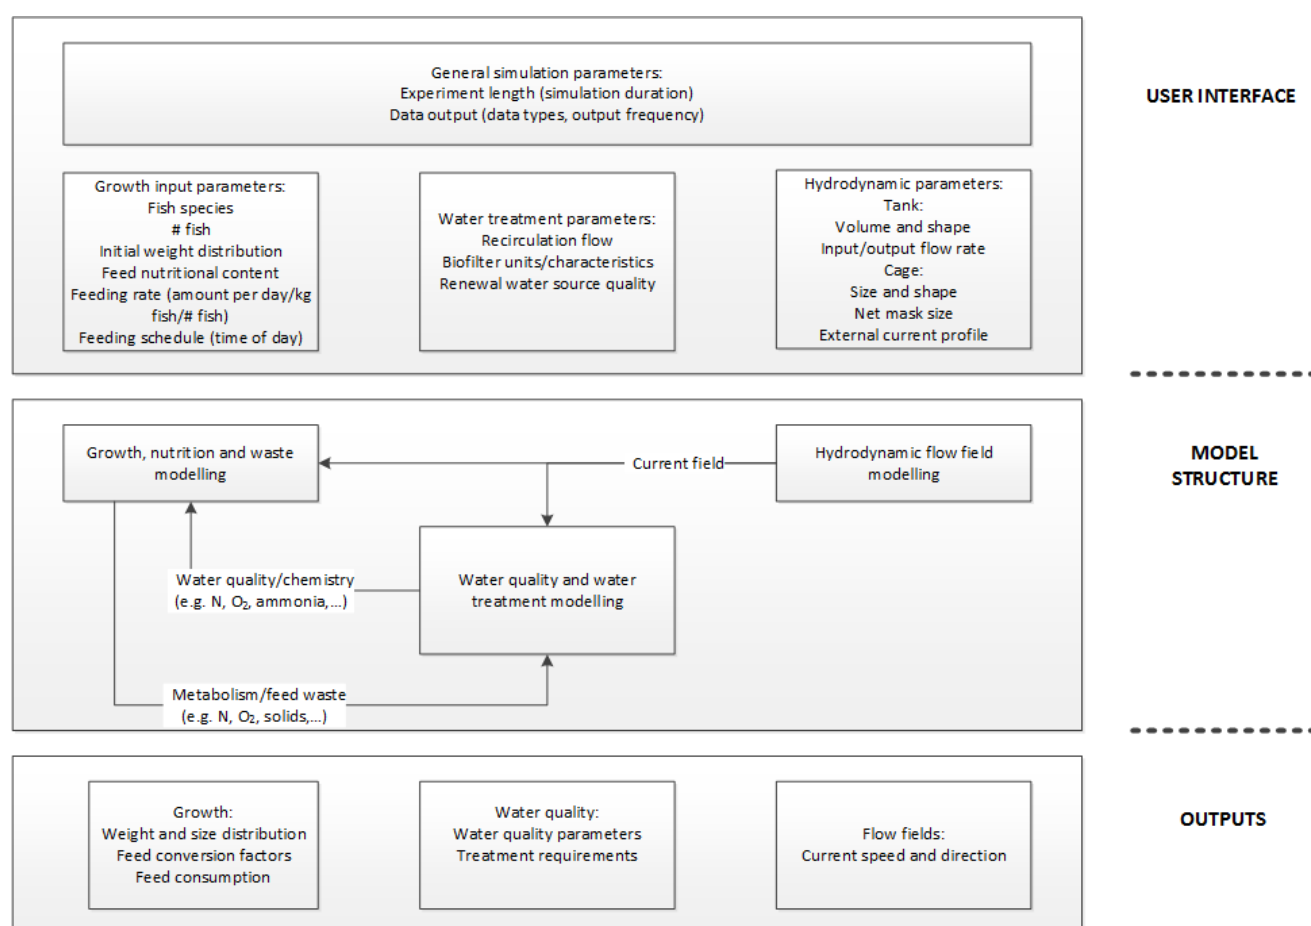 General simulation parameters:
Experiment length (simulation duration)
Data output (data types, output frequency)
USER INTERFACE
Growth input parameters:
Fish species
# fish
Initial weight distribution
Feed nutritional content
Feeding rate (amount per day/kg
fish/# fish)
Feeding schedule (time of day)
Water treatment parameters:
Recirculation flow
Biofilter units/characteristics
Renewal water source quality
Hydrodynamic parameters:
Tank:
Volume and shape
Input/output flow rate
Cage:
Size and shape
Net mask size
External current profile
Growth, nutrition and waste
modelling
Current field
Hydrodynamic flow field
modelling
MODEL
STRUCTURE
Water quality/chemistry
(e.g. N, O₂, ammonia,...)
Water quality and water
treatment modelling
Metabolism/feed waste
(e.g. N, O₂, solids,...)
Growth:
Weight and size distribution
Feed conversion factors
Feed consumption
Water quality:
Water quality parameters
Treatment requirements
Flow fields:
Current speed and direction
OUTPUTS